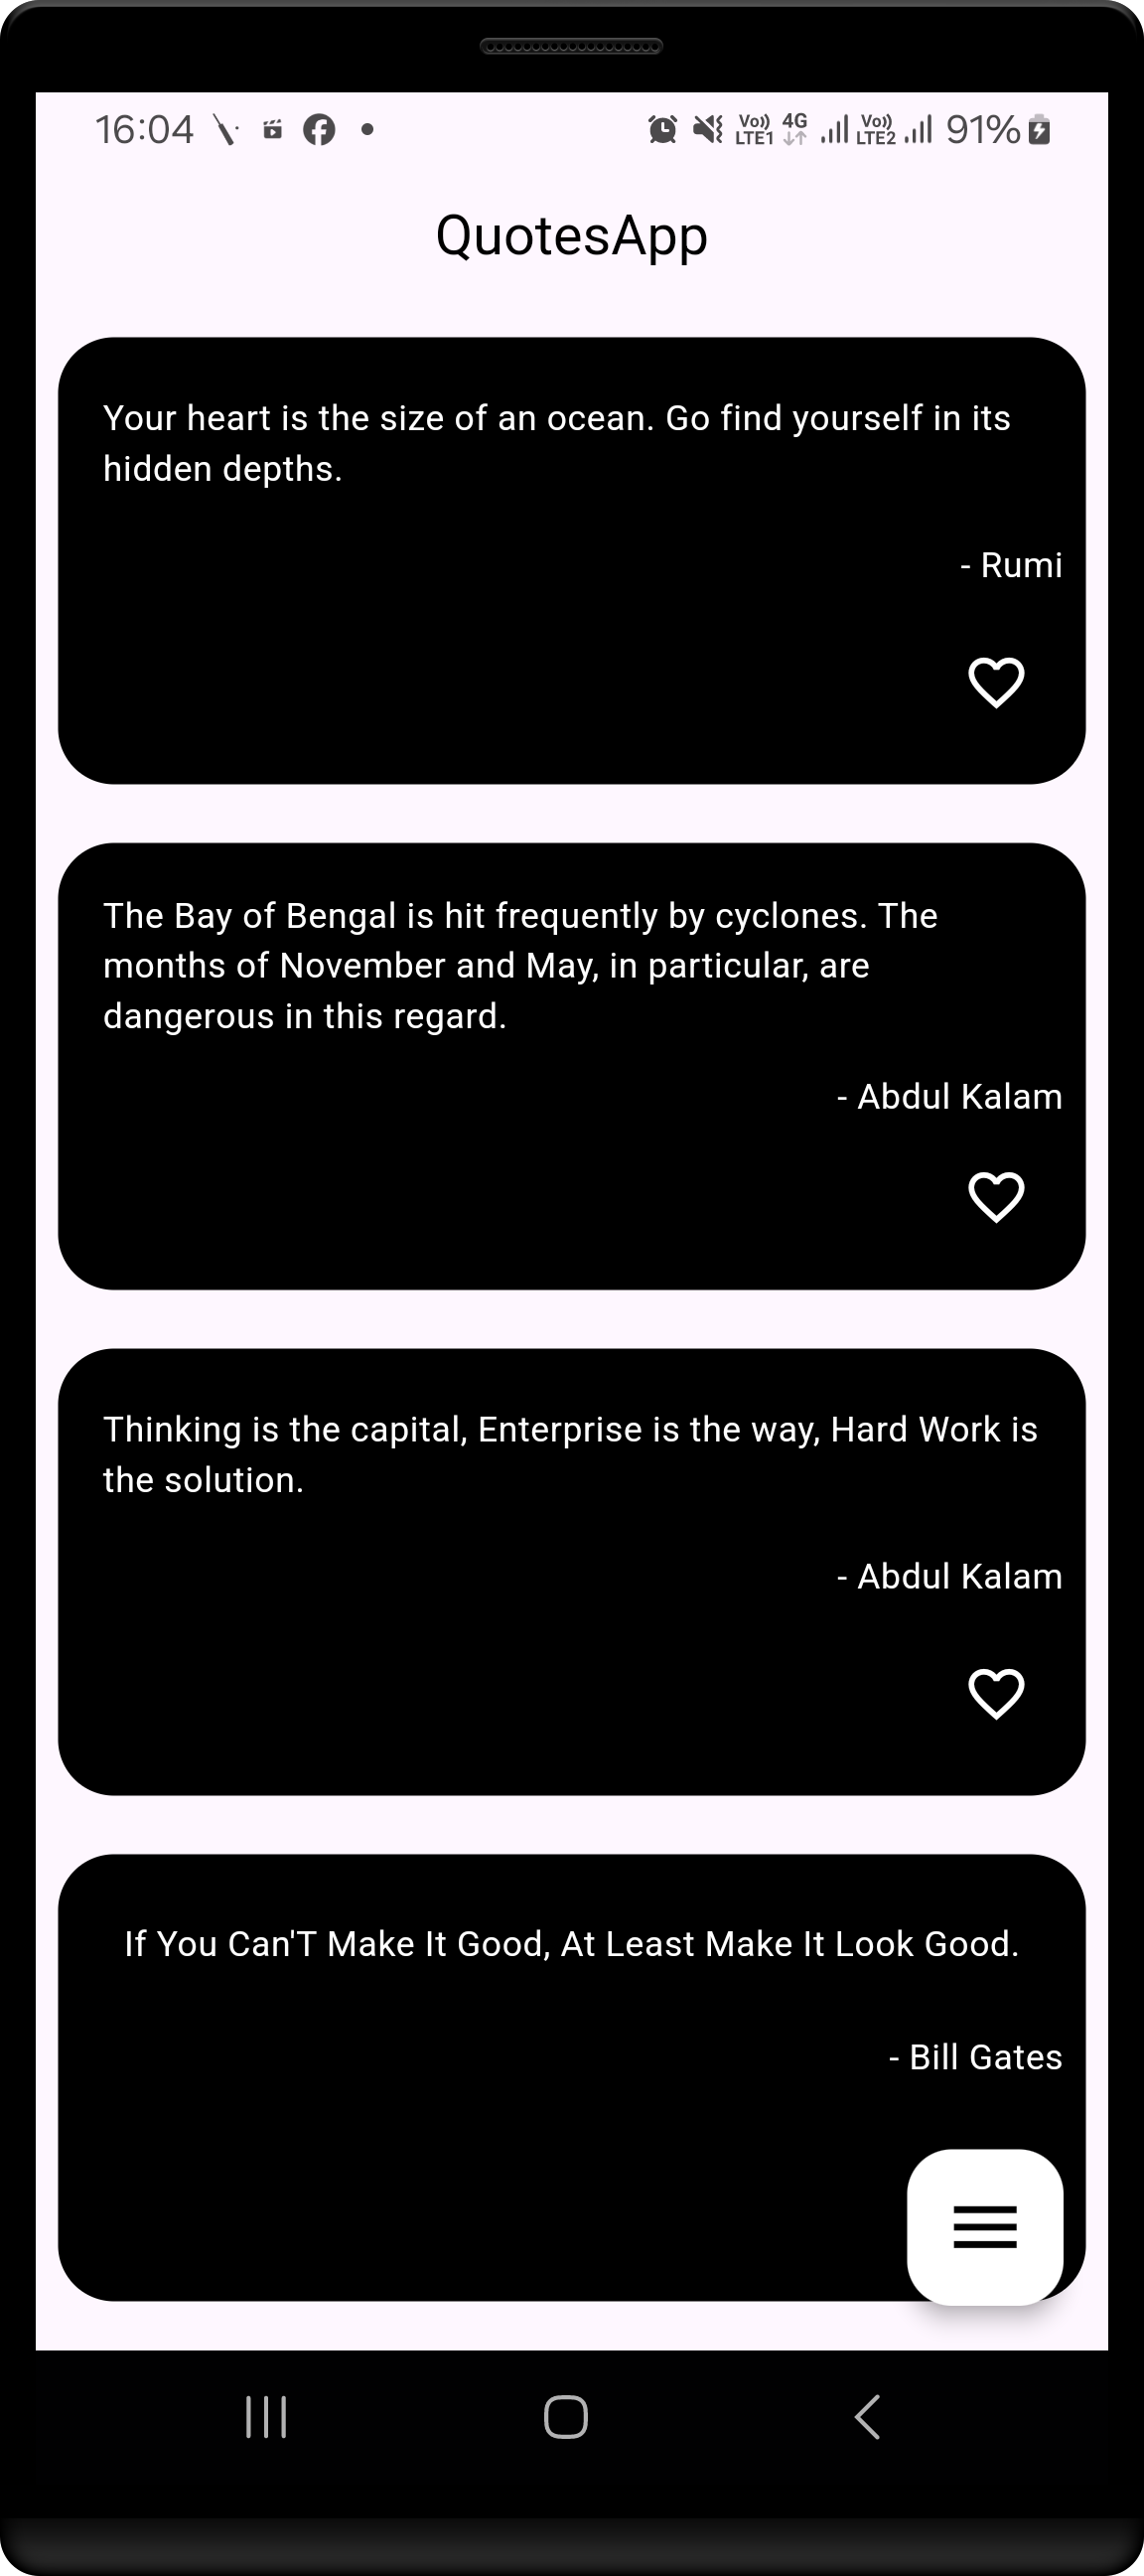 16:04 Vo)) LTE1 4G Vo)) LTE2 91%
QuotesApp
Your heart is the size of an ocean. Go find yourself in its
hidden depths.
- Rumi
The Bay of Bengal is hit frequently by cyclones. The
months of November and May, in particular, are
dangerous in this regard.
- Abdul Kalam
Thinking is the capital, Enterprise is the way, Hard Work is
the solution.
- Abdul Kalam
If You Can'T Make It Good, At Least Make It Look Good.
- Bill Gates